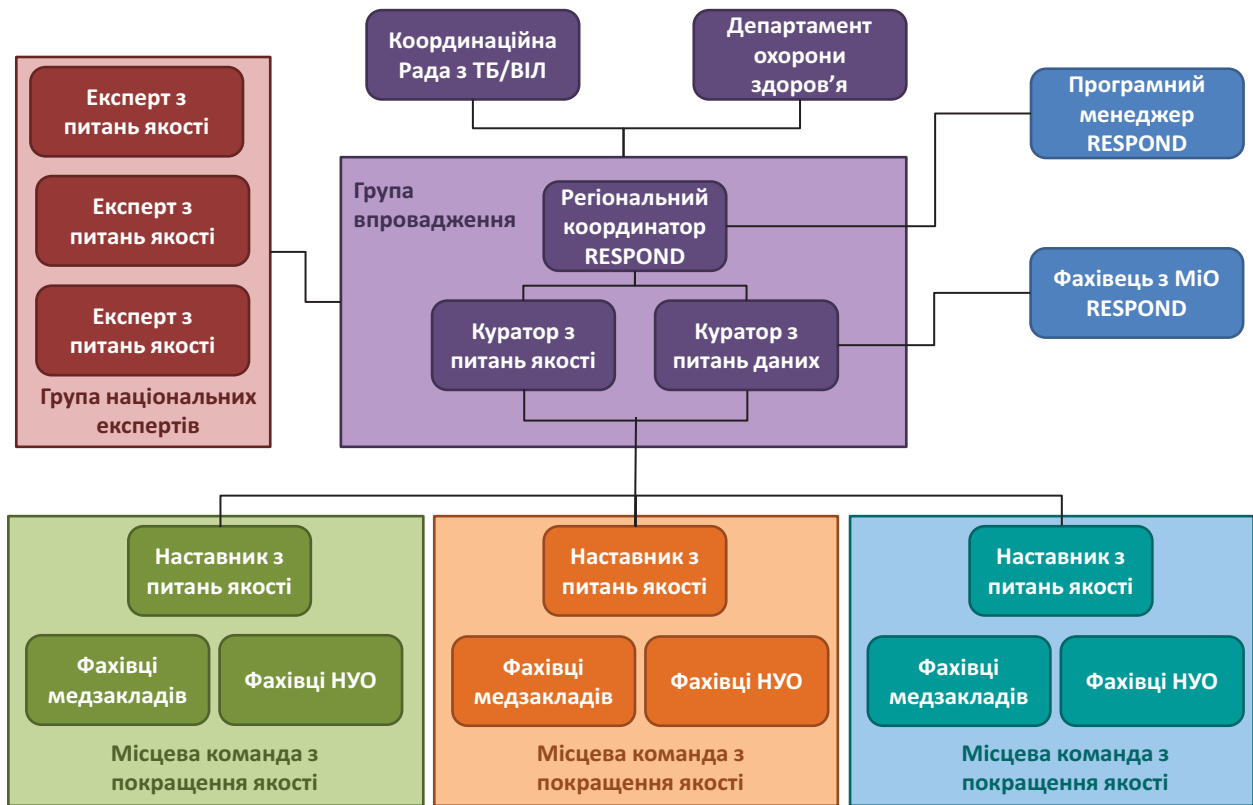 Координаційна
Рада з ТБ/ВІЛ
Департамент
охорони
здоров’я
Експерт з
питань якості
Експерт з
питань якості
Експерт з
питань якості
Група національних
експертів
Програмний
менеджер
RESPOND
Група
впровадження
Регіональний
координатор
RESPOND
Фахівець з МіО
RESPOND
Куратор з
питань якості
Куратор з
питань даних
Наставник з
питань якості
Фахівці
медзакладів
Фахівці НУО
Місцева команда з
покращення якості
Наставник з
питань якості
Фахівці
медзакладів
Фахівці НУО
Місцева команда з
покращення якості
Наставник з
питань якості
Фахівці
медзакладів
Фахівці НУО
Місцева команда з
покращення якості